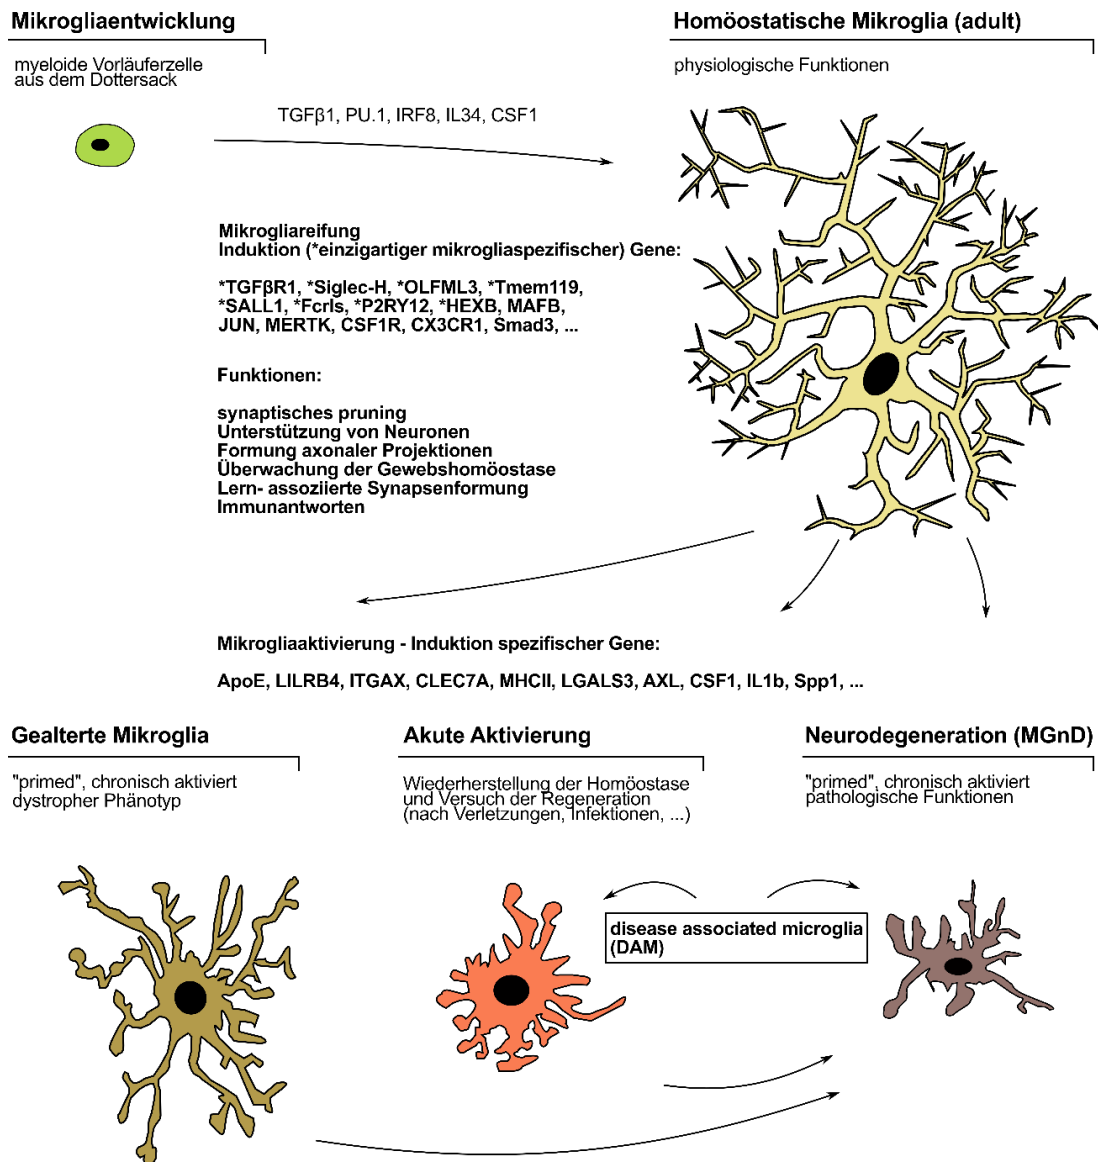 Mikrogliaentwicklung
myeloide Vorläuferzelle
aus dem Dottersack
Homöostatische Mikroglia (adult)
physiologische Funktionen
TGFβ1, PU.1, IRF8, IL34, CSF1
Mikrogliareifung
Induktion (*einzigartiger mikrogliaspezifischer) Gene:
*TGFβR1, *Siglec-H, *OLFML3, *Tmem119,
*SALL1, *Fcrls, *P2RY12, *HEXB, MAFB,
JUN, MERTK, CSF1R, CX3CR1, Smad3, ...
Funktionen:
synaptisches pruning
Unterstützung von Neuronen
Formung axonaler Projektionen
Überwachung der Gewebshomöostase
Lern- assoziierte Synapsenformung
Immunantworten
Mikrogliaaktivierung - Induktion spezifischer Gene:
ApoE, LILRB4, ITGAX, CLEC7A, MHCII, LGALS3, AXL, CSF1, IL1b, Spp1, ...
Gealterte Mikroglia
"primed", chronisch aktiviert
dystropher Phänotyp
Akute Aktivierung
Wiederherstellung der Homöostase
und Versuch der Regeneration
(nach Verletzungen, Infektionen, ...)
Neurodegeneration (MGnD)
"primed", chronisch aktiviert
pathologische Funktionen
disease associated microglia
(DAM)